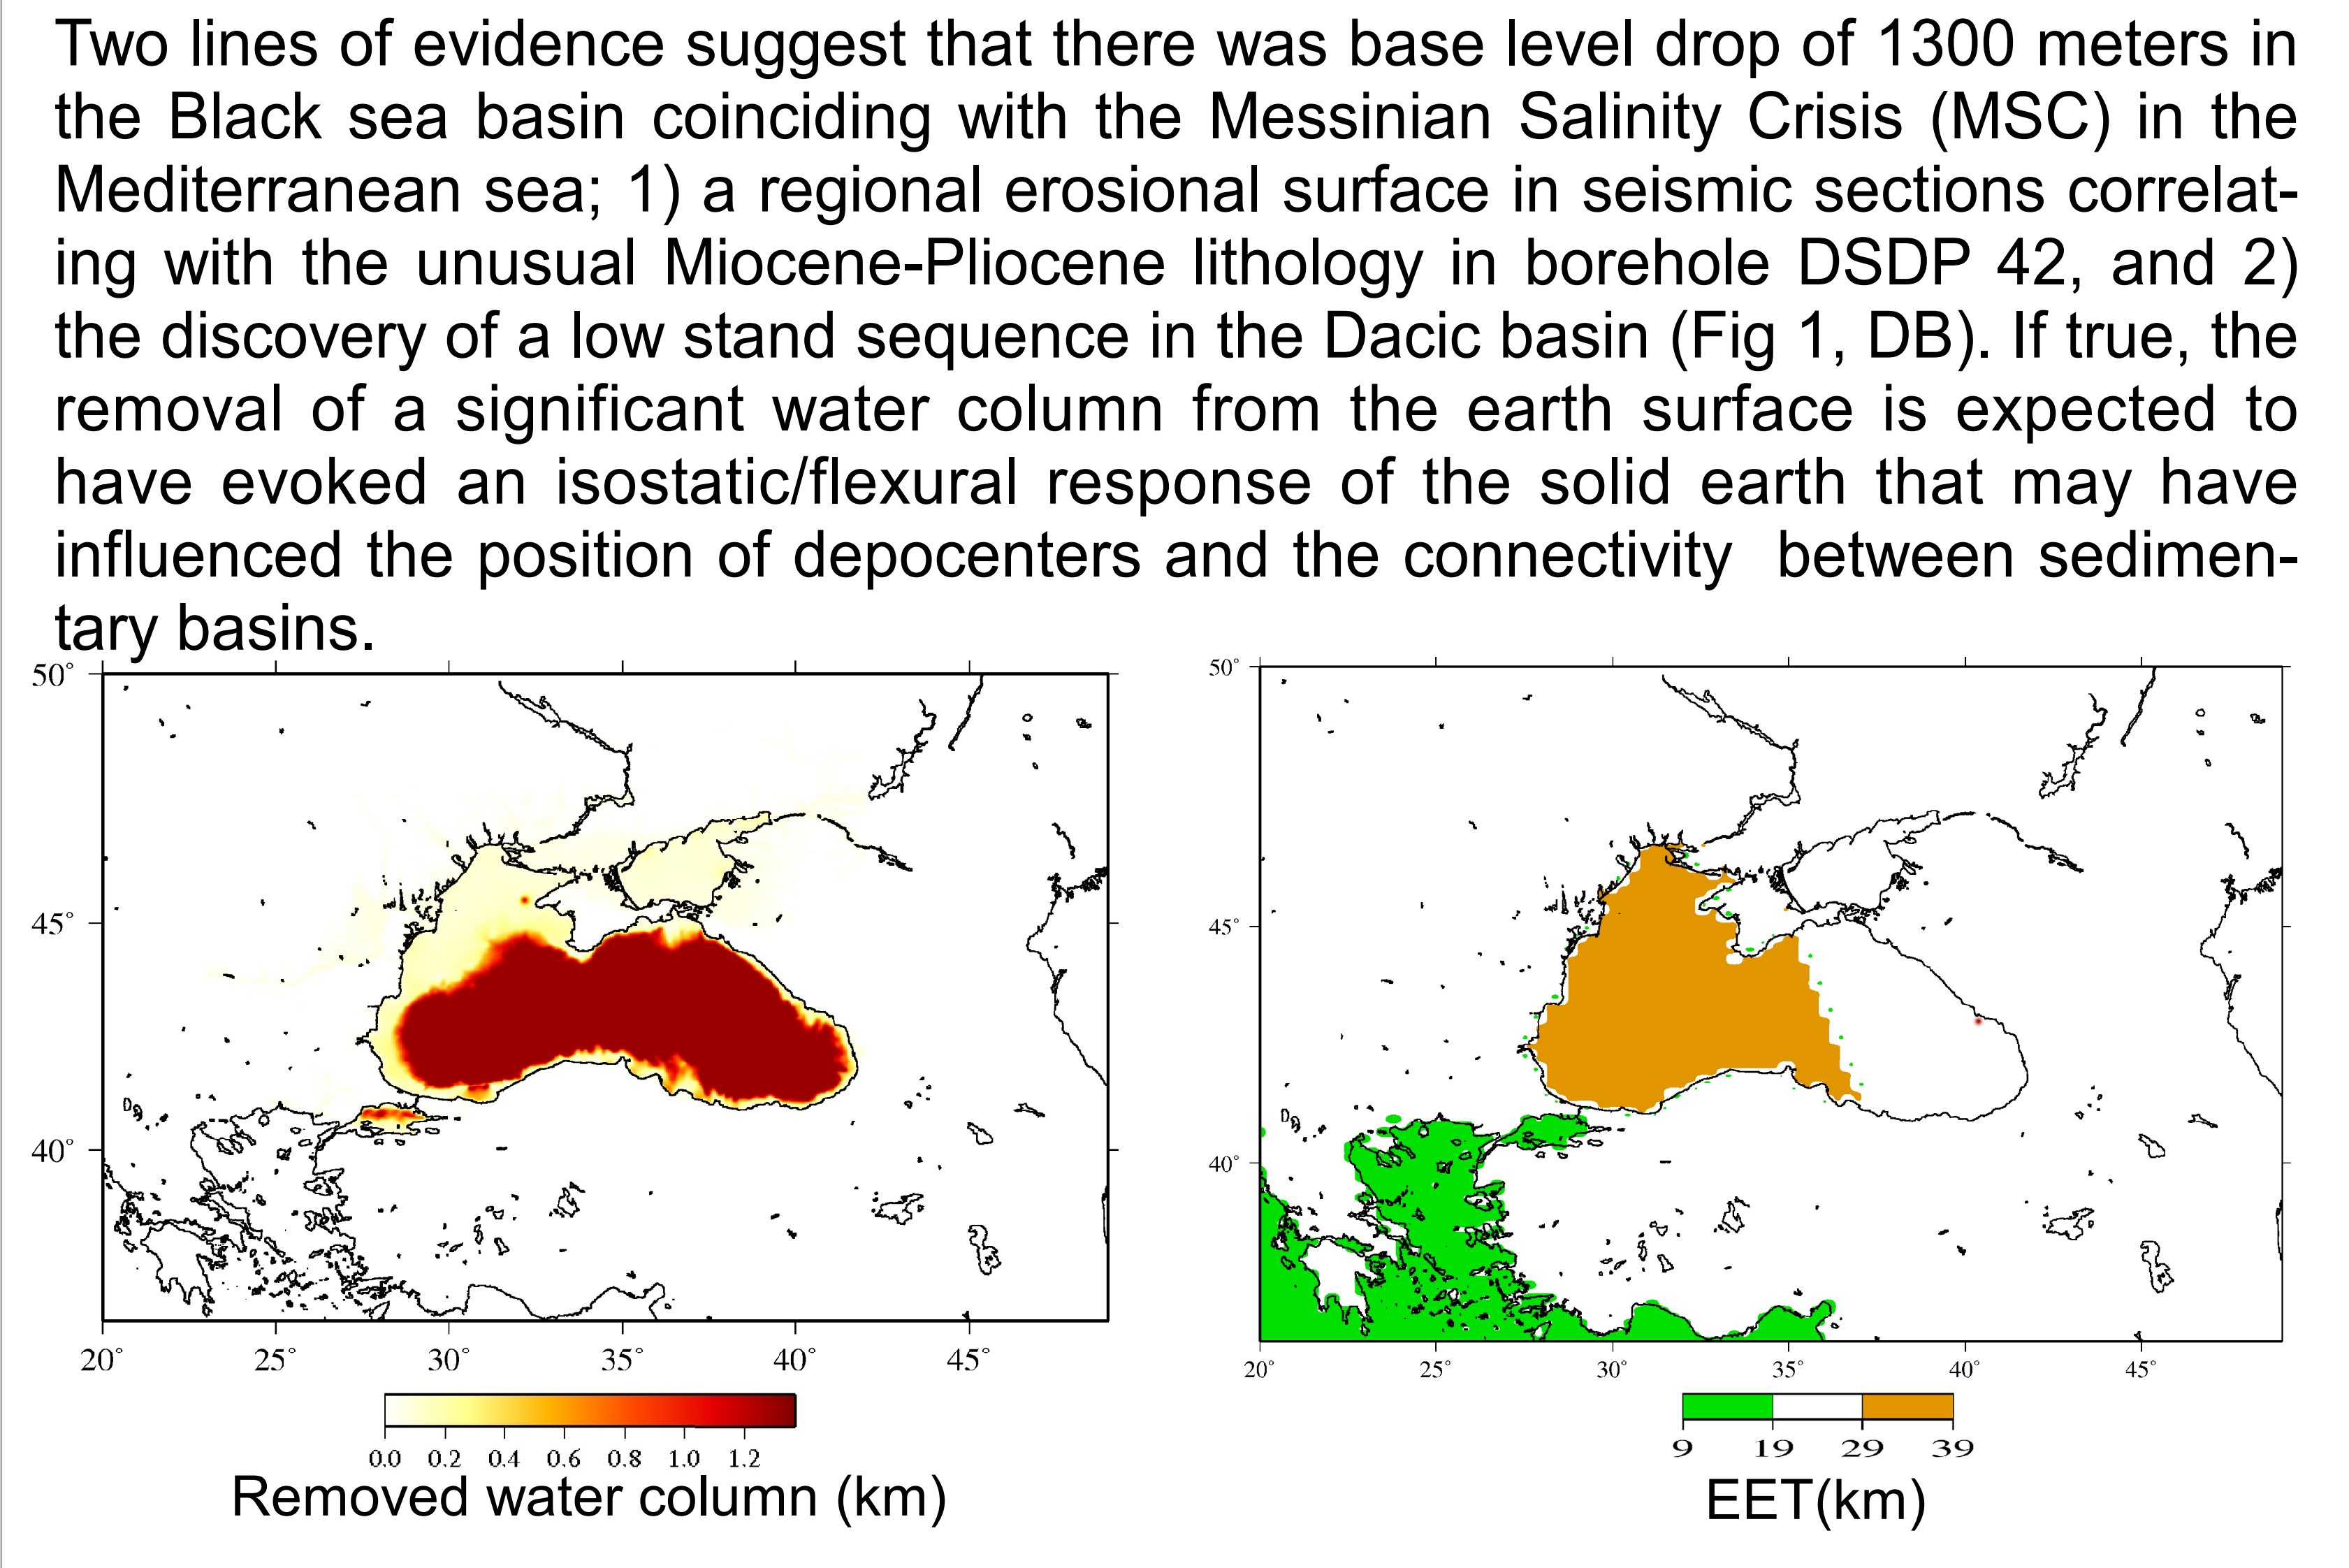 Two lines of evidence suggest that there was base level drop of 1300 meters in
the Black sea basin coinciding with the Messinian Salinity Crisis (MSC) in the
Mediterranean sea; 1) a regional erosional surface in seismic sections correlat-
ing with the unusual Miocene-Pliocene lithology in borehole DSDP 42, and 2)
the discovery of a low stand sequence in the Dacic basin (Fig 1, DB). If true, the
removal of a significant water column from the earth surface is expected to
have evoked an isostatic/flexural response of the solid earth that may have
influenced the position of depocenters and the connectivity between sedimen-
tary basins.
50°
45°
40°
20° 25° 30° 35° 40° 45°
0.0 0.2 0.4 0.6 0.8 1.0 1.2
Removed water column (km)
50°
45°
40°
20° 25° 30° 35° 40° 45°
9 19 29 39
EET(km)